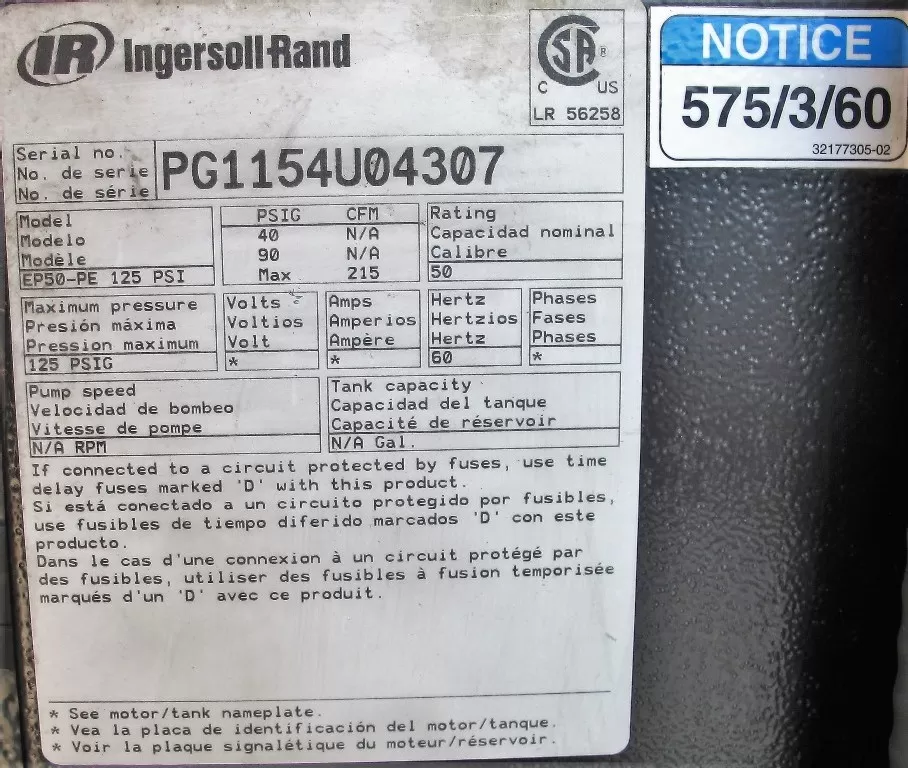 IR Ingersoll-Rand
CSA®
C US
LR 56258
NOTICE
575/3/60
32177305-02
Serial no.
No. de serie
No. de série
PG1154U04307
Model
Modelo
Modèle
EP50-PE 125 PSI
PSIG CFM
40 N/A
90 N/A
Max 215
Rating
Capacidad nominal
Calibre
50
Maximum pressure
Presión máxima
Pression maximum
125 PSIG
Volts
Voltios
Volt
*
Amps
Amperios
Ampère
*
Hertz
Hertzios
Hertz
60
Phases
Fases
Phases
*
Pump speed
Velocidad de bombeo
Vitesse de pompe
N/A RPM
Tank capacity
Capacidad del tanque
Capacité de réservoir
N/A Gal.
If connected to a circuit protected by fuses, use time
delay fuses marked 'D' with this product.
Si está conectado a un circuito protegido por fusibles,
use fusibles de tiempo diferido marcados 'D' con este
producto.
Dans le cas d'une connexion à un circuit protégé par
des fusibles, utiliser des fusibles à fusion temporisée
marqués d'un 'D' avec ce produit.
* See motor/tank nameplate.
* Vea la placa de identificación del motor/tanque.
* Voir la plaque signalétique du moteur/réservoir.